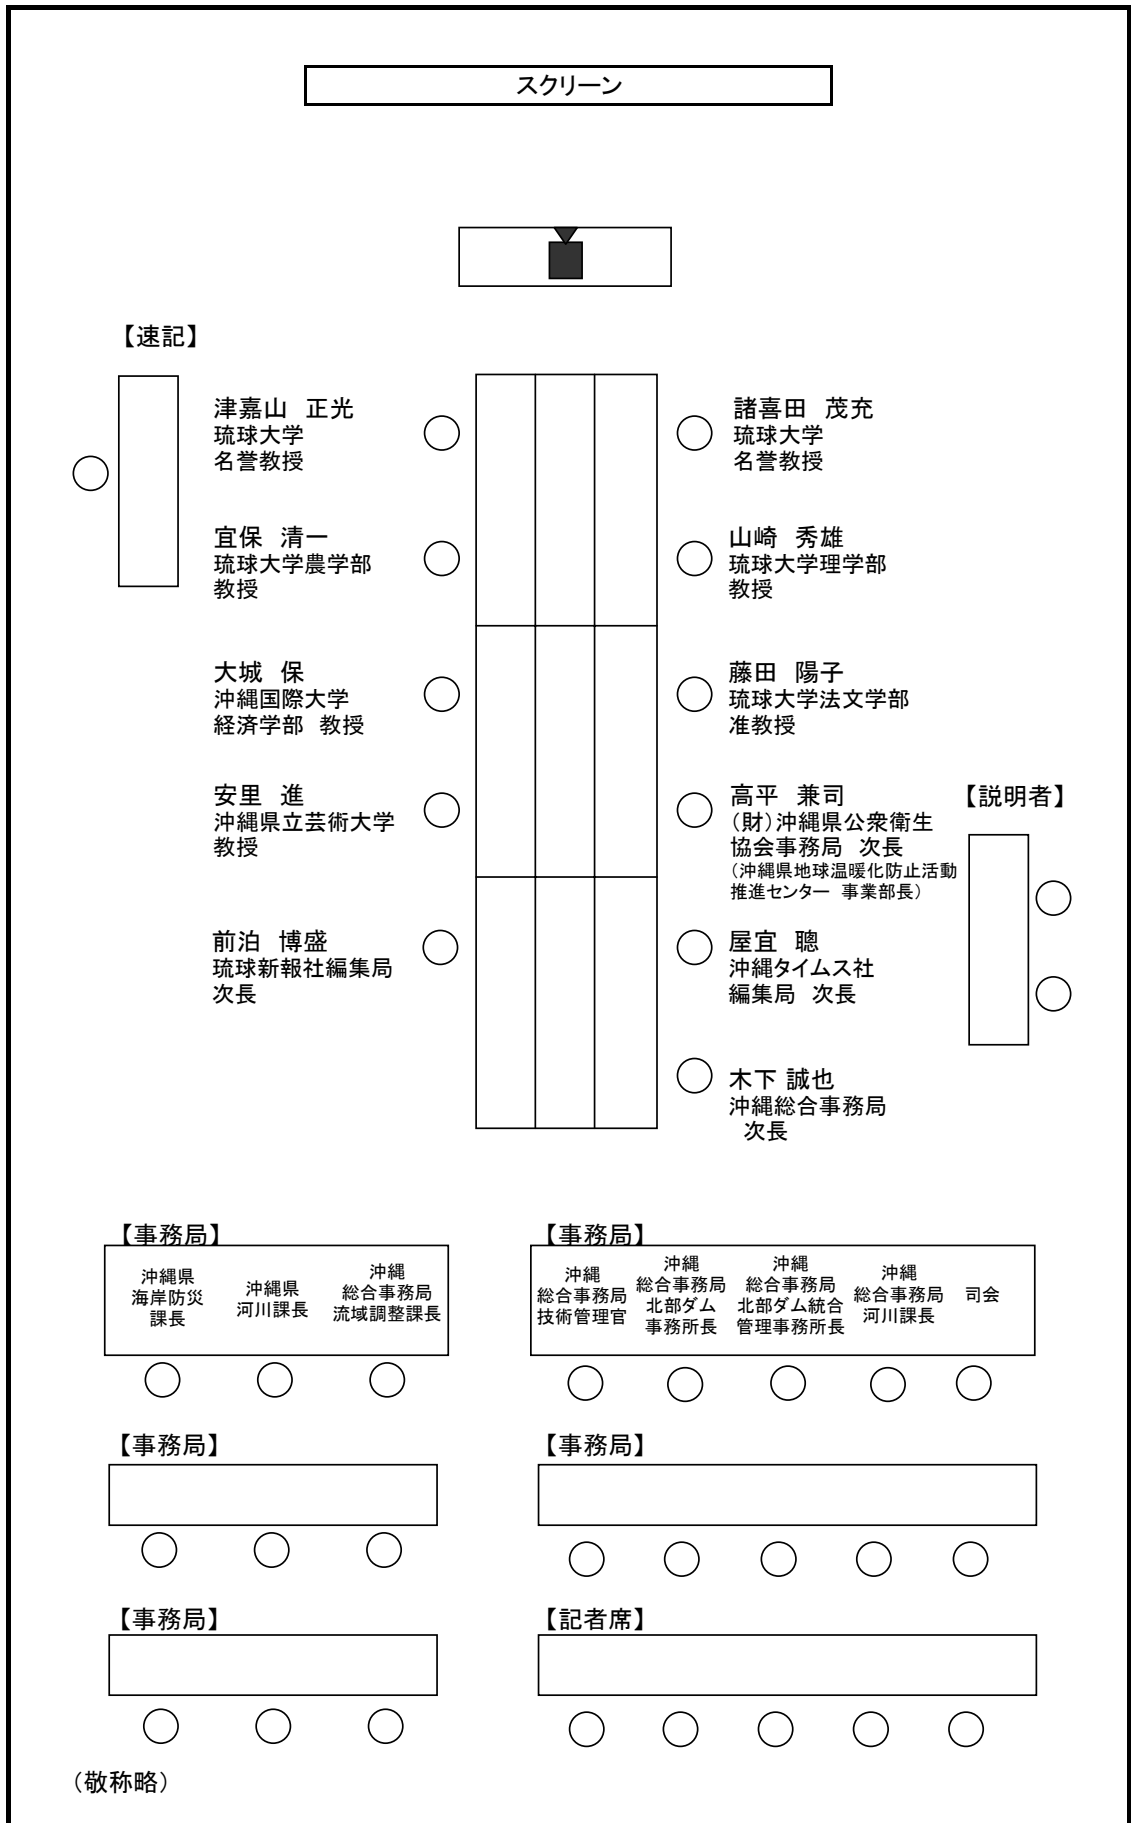 スクリーン
【速記】
津嘉山　正光
琉球大学
名誉教授
諸喜田　茂充
琉球大学
名誉教授
宜保　清一
琉球大学農学部
教授
山崎　秀雄
琉球大学理学部
教授
大城　保
沖縄国際大学
経済学部　教授
藤田　陽子
琉球大学法文学部
准教授
安里　進
沖縄県立芸術大学
教授
高平　兼司
（財）沖縄県公衆衛生
協会事務局　次長
（沖縄県地球温暖化防止活動
推進センター　事業部長）
【説明者】
前泊　博盛
琉球新報社編集局
次長
屋宜　聰
沖縄タイムス社
編集局　次長
木下 誠也
沖縄総合事務局
次長
【事務局】
沖縄県
海岸防災
課長
沖縄県
河川課長
沖縄
総合事務局
流域調整課長
【事務局】
沖縄
総合事務局
技術管理官
沖縄
総合事務局
北部ダム
事務所長
沖縄
総合事務局
北部ダム統合
管理事務所長
沖縄
総合事務局
河川課長
司会
【事務局】
【事務局】
【事務局】
【記者席】
（敬称略）